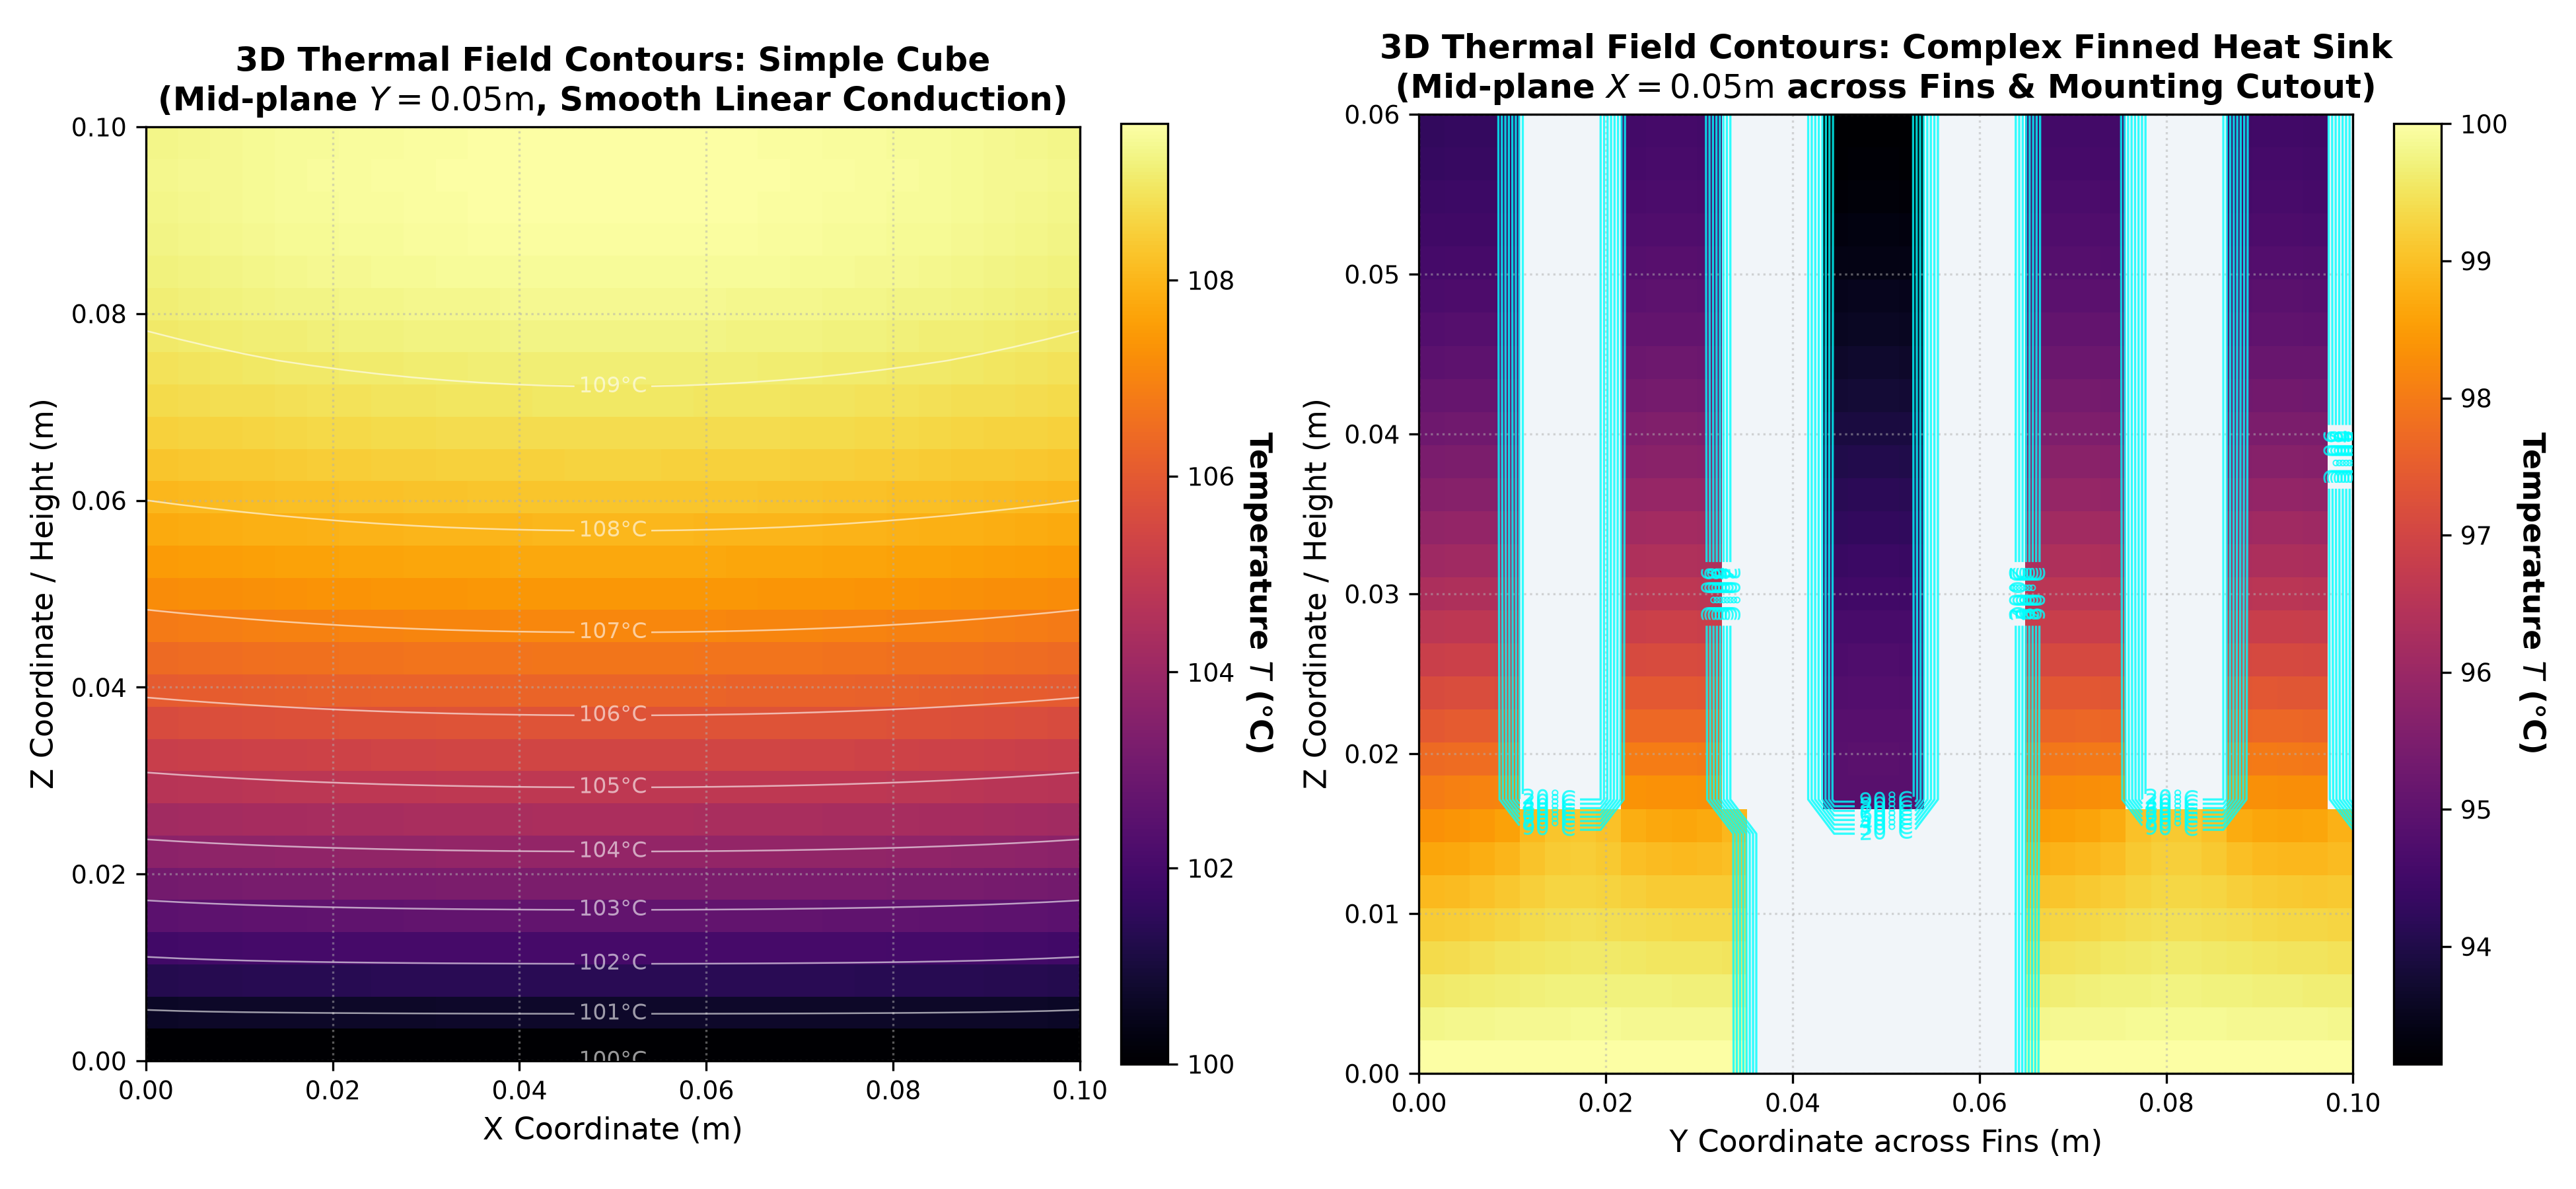 3D Thermal Field Contours: Simple Cube
(Mid-plane Y = 0.05m, Smooth Linear Conduction)
0.10
0.08
0.06
0.04
0.02
0.00
Z Coordinate / Height (m)
109°C
108°C
107°C
106°C
105°C
104°C
103°C
102°C
101°C
100°C
0.00 0.02 0.04 0.06 0.08 0.10
X Coordinate (m)
108
106
104
102
100
Temperature T (°C)
3D Thermal Field Contours: Complex Finned Heat Sink
(Mid-plane X = 0.05m across Fins & Mounting Cutout)
0.06
0.05
0.04
0.03
0.02
0.01
0.00
Z Coordinate / Height (m)
0.00 0.02 0.04 0.06 0.08 0.10
Y Coordinate across Fins (m)
100
99
98
97
96
95
94
Temperature T (°C)